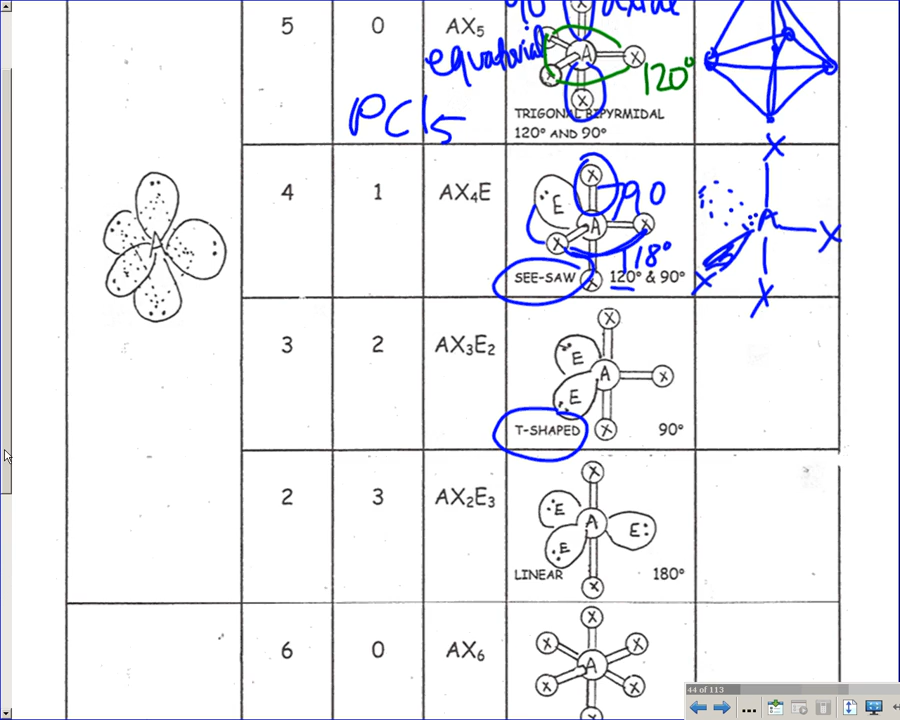 90 axial
5 0 AX₅
equatorial
X A X X X X
120°
PCl5
TRIGONAL BIPYRMIDAL
120° AND 90°
X
4 1 AX₄E
X E A X X X
90
118°
SEE-SAW 120° & 90°
A X
X X
A
3 2 AX₃E₂
X E E A X X
T-SHAPED 90°
2 3 AX₂E₃
X E E A E: X
LINEAR 180°
6 0 AX₆
X X X A X X X
44 of 113